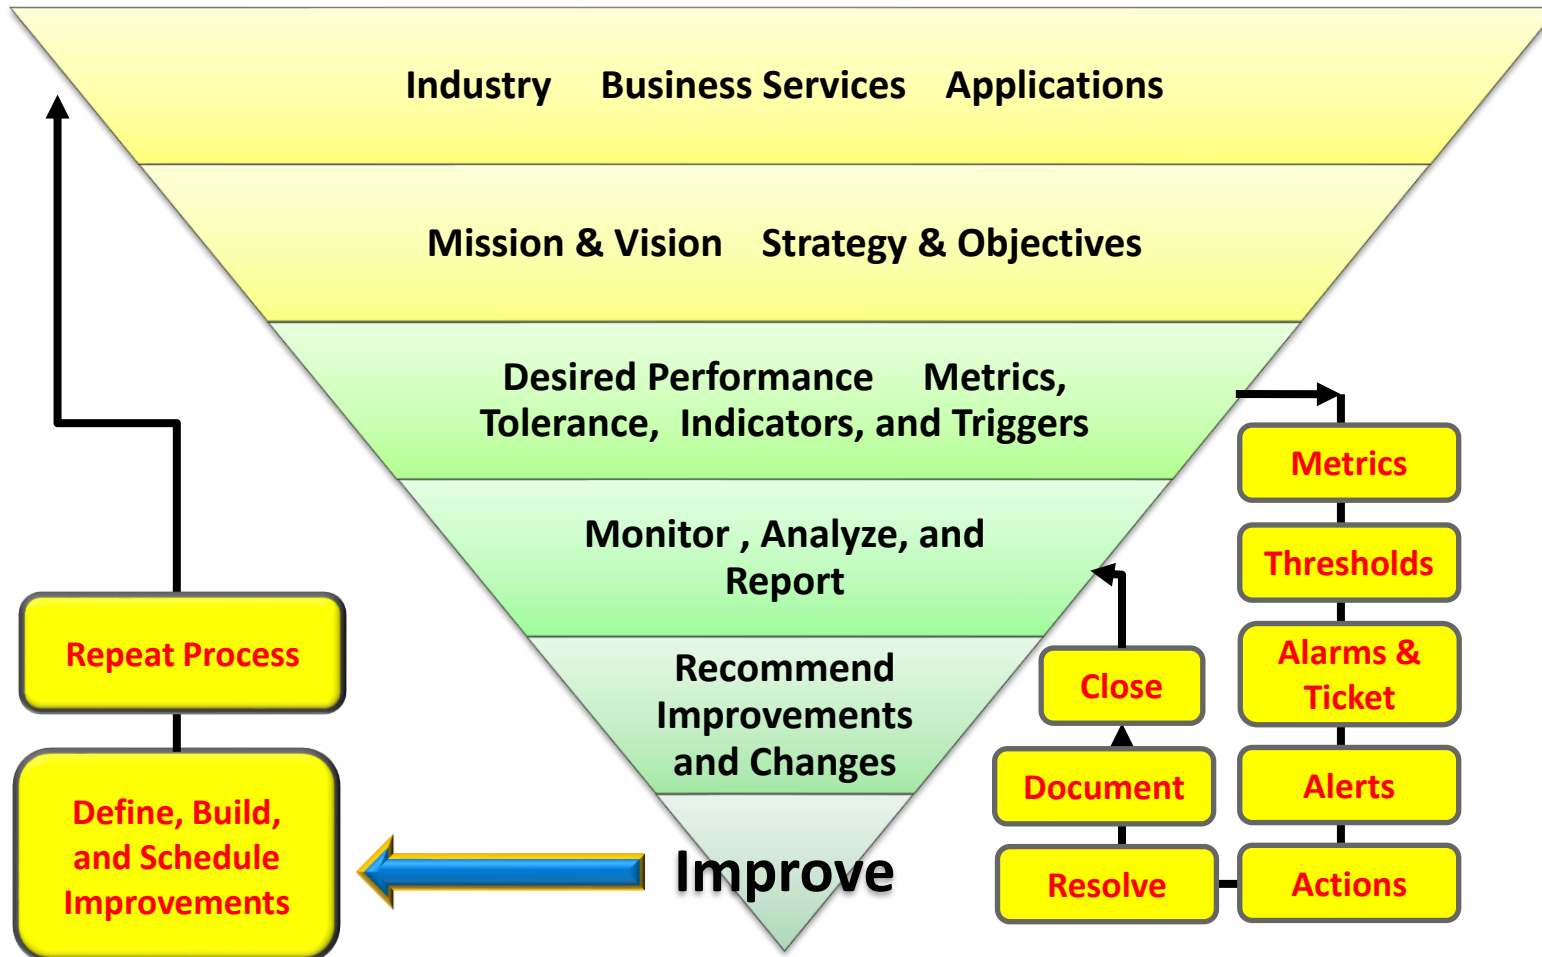 Industry Business Services Applications
Mission & Vision Strategy & Objectives
Desired Performance Metrics,
Tolerance, Indicators, and Triggers
Monitor , Analyze, and
Report
Recommend
Improvements
and Changes
Improve
Metrics
Thresholds
Alarms &
Ticket
Alerts
Actions
Resolve
Document
Close
Define, Build,
and Schedule
Improvements
Repeat Process